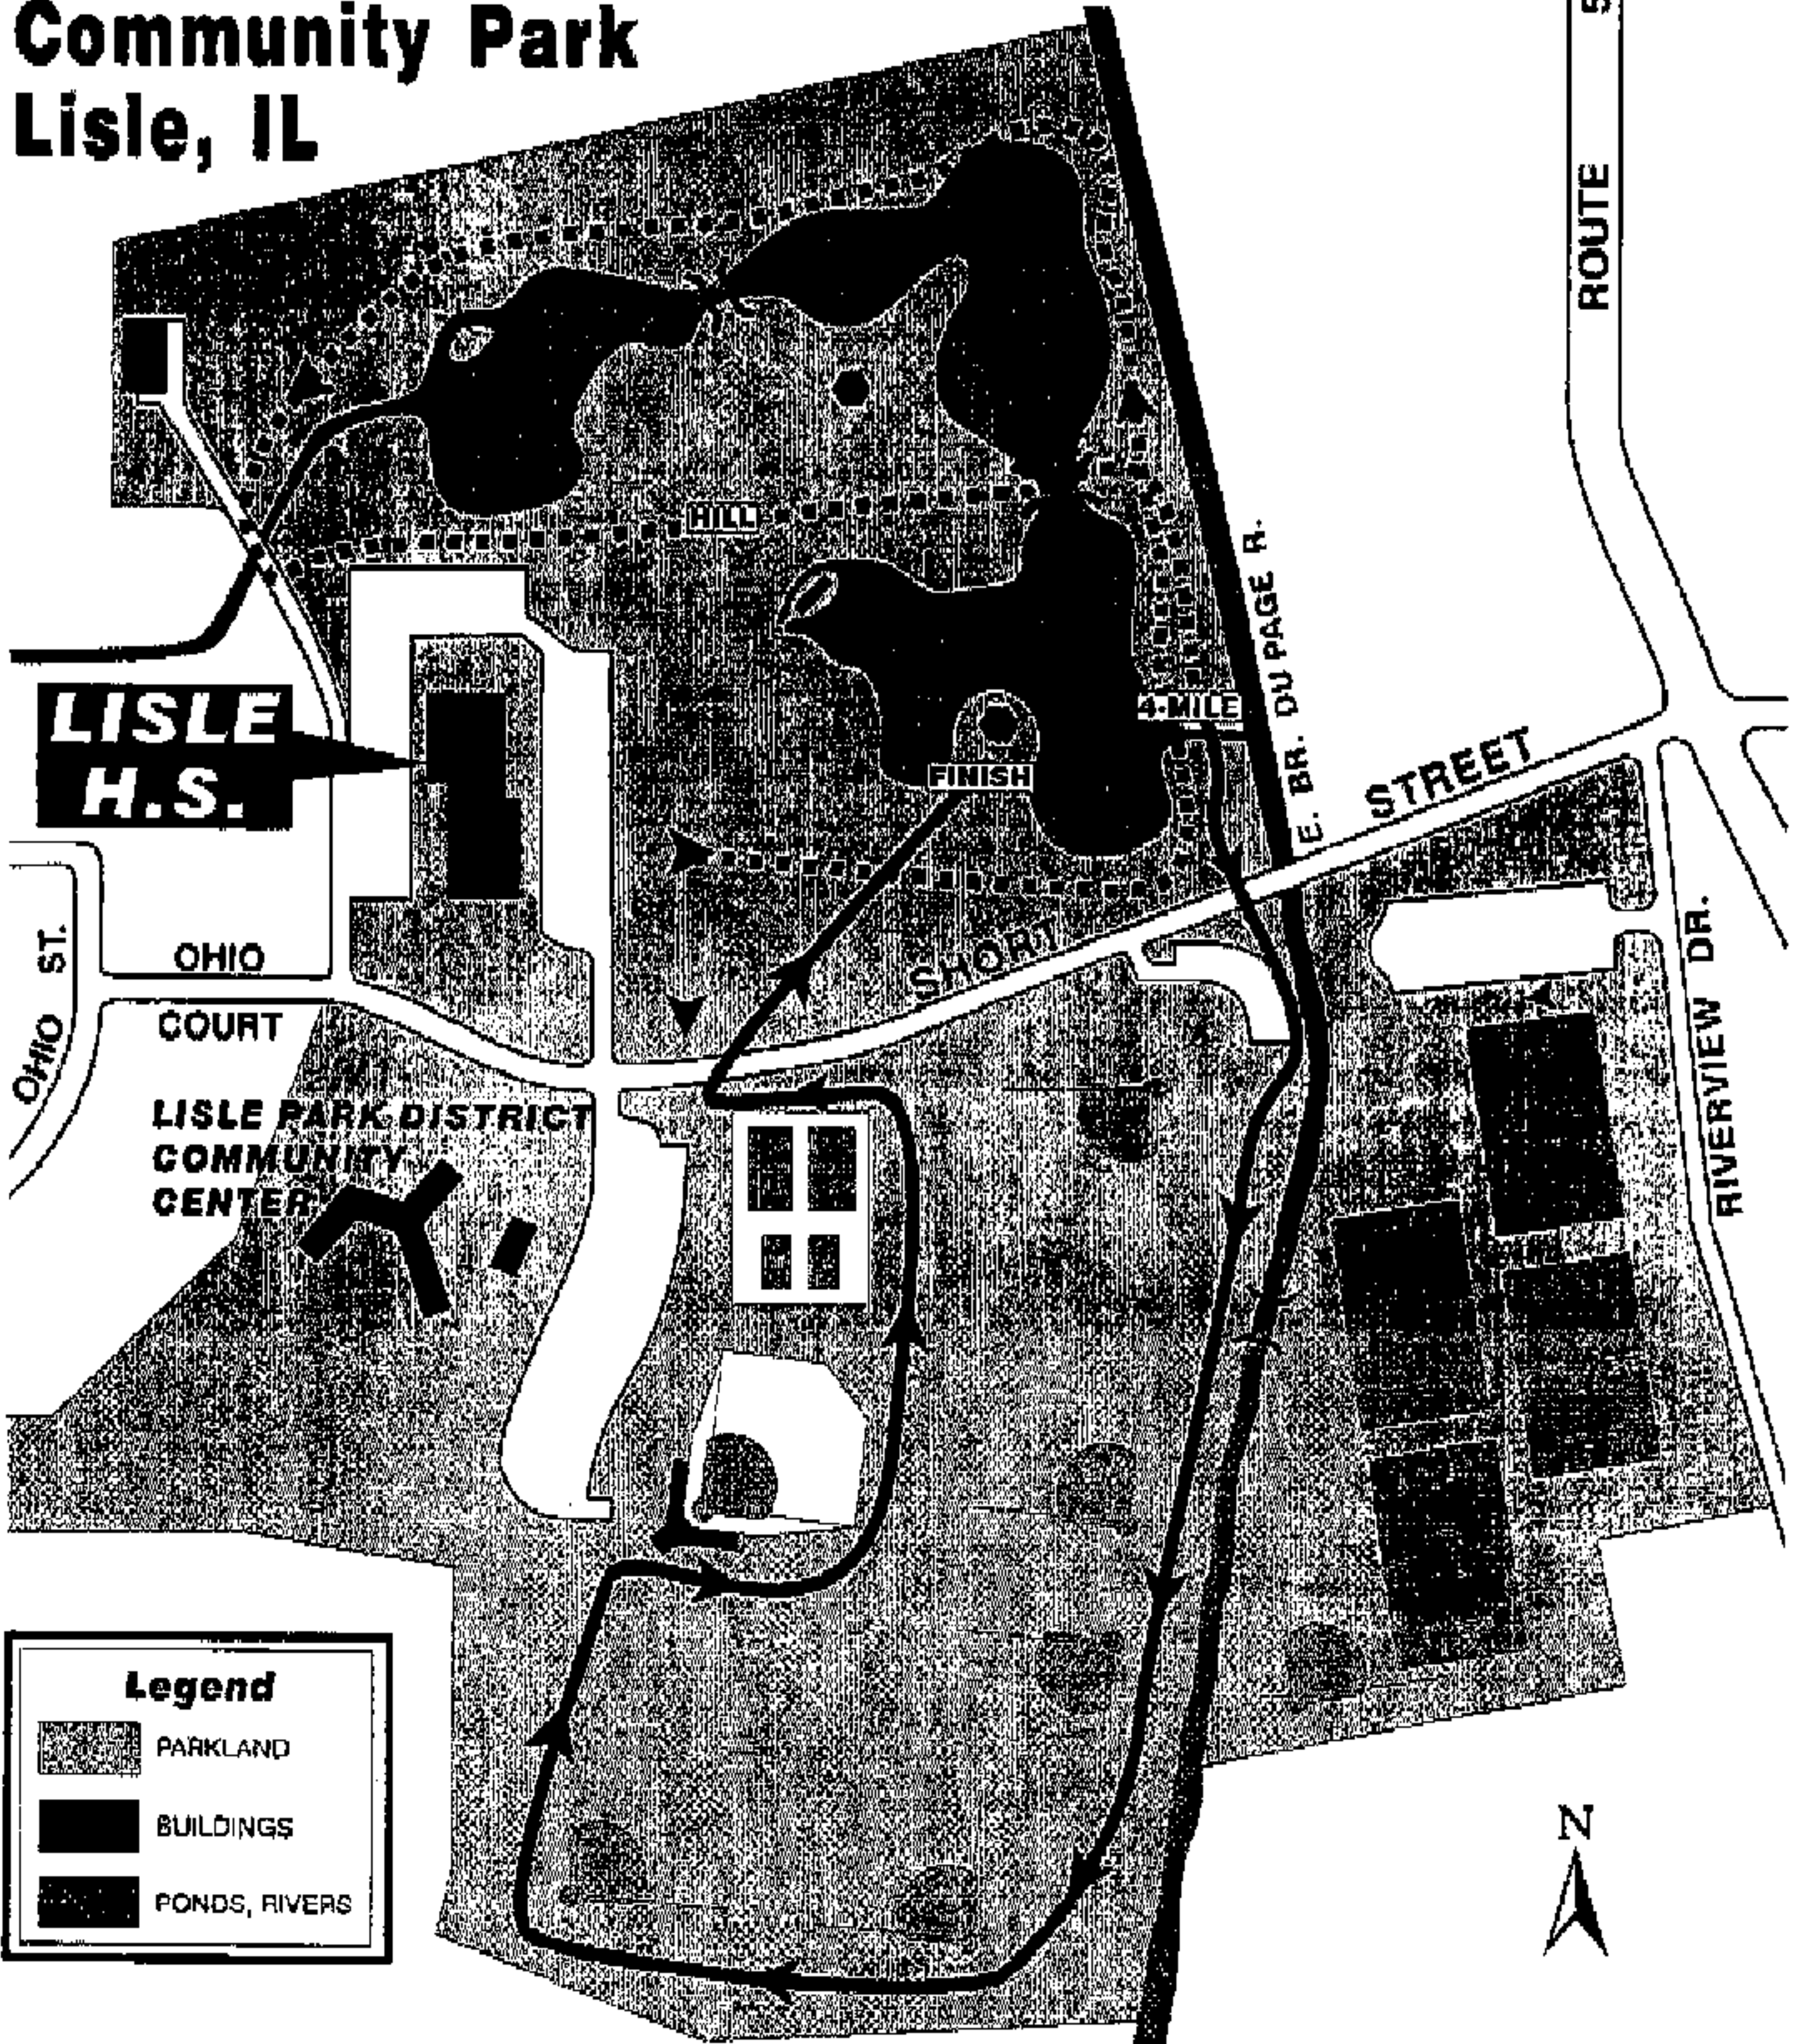 Community Park
Lisle, IL
ROUTE 5
HILL
E. BR. DU PAGE R.
4-MILE
LISLE
H.S.
FINISH
STREET
SHORT
OHIO ST.
OHIO
COURT
RIVERVIEW DR.
LISLE PARK DISTRICT
COMMUNITY
CENTER
Legend
PARKLAND
BUILDINGS
PONDS, RIVERS
N